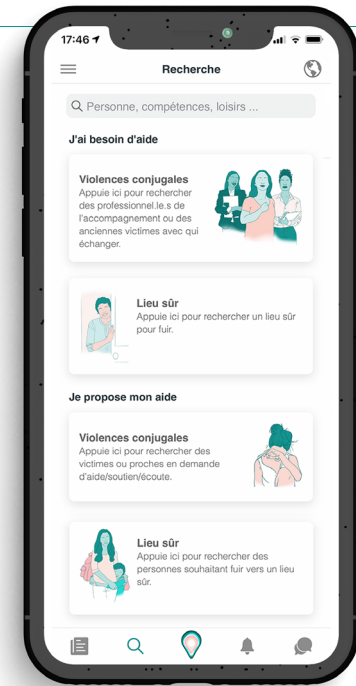 17:46
Recherche
Personne, compétences, loisirs ...
J'ai besoin d'aide
Violences conjugales
Appuie ici pour rechercher
des professionnel.le.s de
l'accompagnement ou des
anciennes victimes avec qui
échanger.
Lieu sûr
Appuie ici pour rechercher un lieu sûr
pour fuir.
Je propose mon aide
Violences conjugales
Appuie ici pour rechercher des
victimes ou proches en demande
d'aide/soutien/écoute.
Lieu sûr
Appuie ici pour rechercher des
personnes souhaitant fuir vers un lieu
sûr.